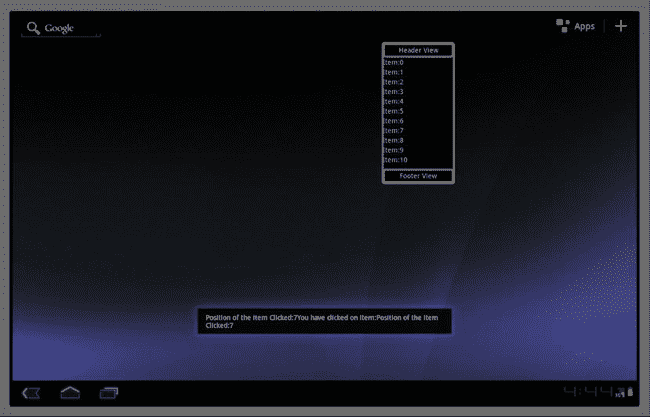 Google
Apps
Header View
Item:0
Item:1
Item:2
Item:3
Item:4
Item:5
Item:6
Item:7
Item:8
Item:9
Item:10
Footer View
Position of the Item Clicked:7You have clicked on Item:Position of the Item
Clicked:7
4:44